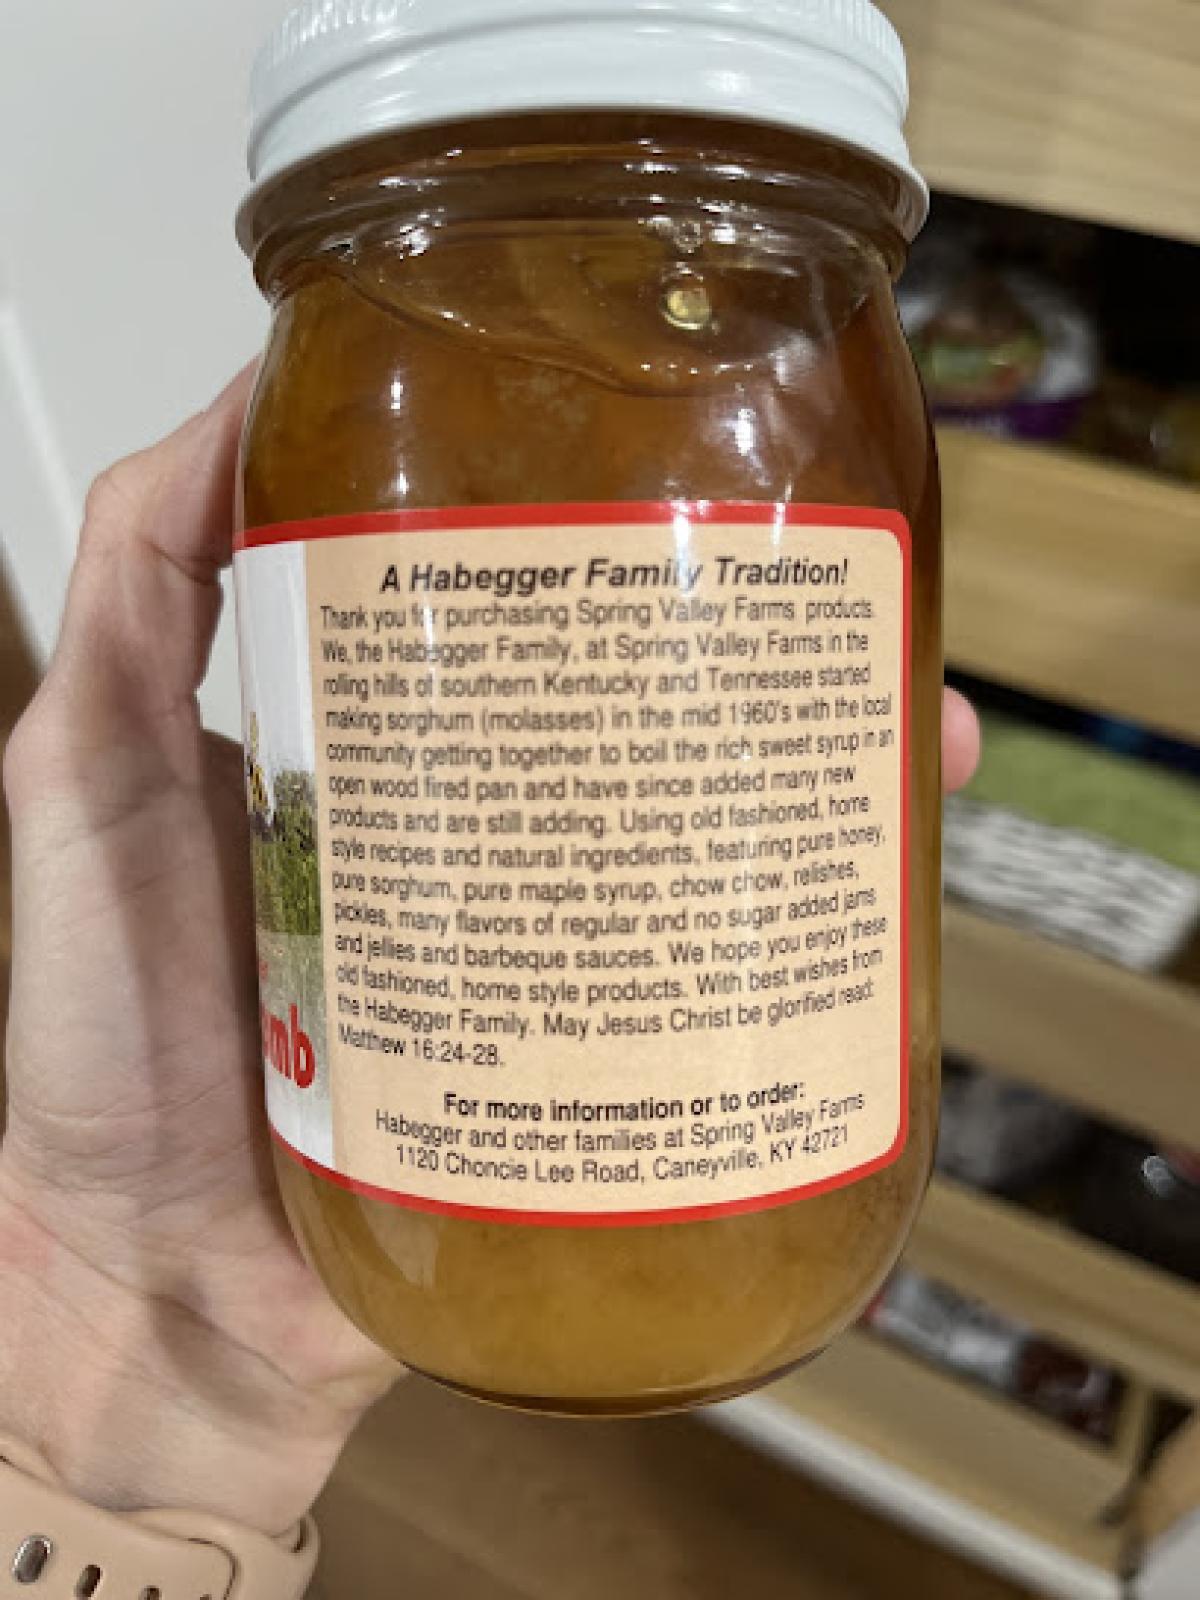 A Habegger Family Tradition!
Thank you for purchasing Spring Valley Farms products.
We, the Habegger Family, at Spring Valley Farms in the
rolling hills of southern Kentucky and Tennessee started
making sorghum (molasses) in the mid 1960's with the local
community getting together to boil the rich sweet syrup in an
open wood fired pan and have since added many new
products and are still adding. Using old fashioned, home
style recipes and natural ingredients, featuring pure honey,
pure sorghum, pure maple syrup, chow chow, relishes,
pickles, many flavors of regular and no sugar added jams
and jellies and barbeque sauces. We hope you enjoy these
old fashioned, home style products. With best wishes from
the Habegger Family. May Jesus Christ be glorified read:
Matthew 16:24-28.
For more information or to order:
Habegger and other families at Spring Valley Farms
1120 Choncie Lee Road, Caneyville, KY 42721